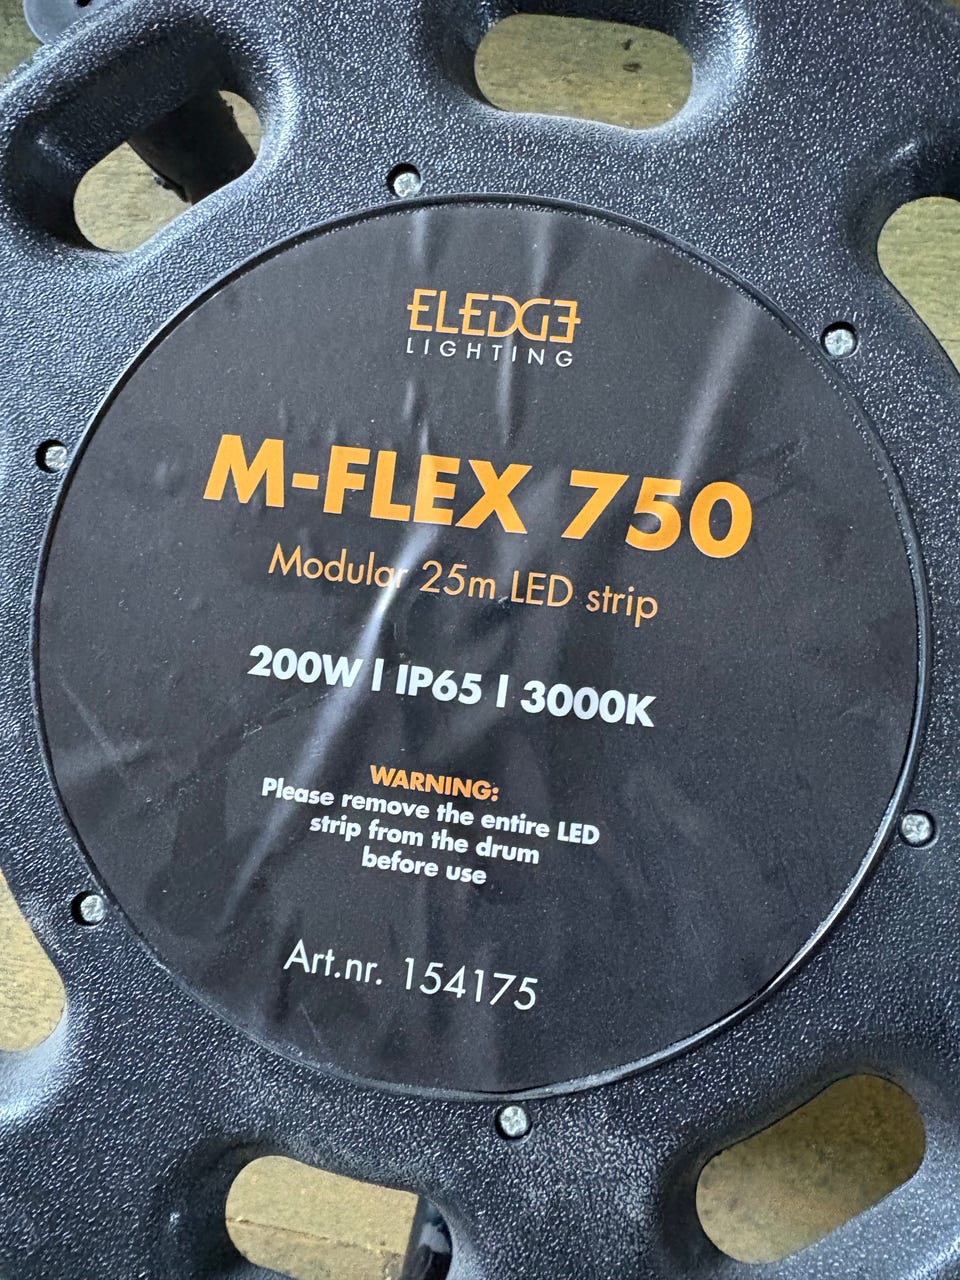 ELEDGE
LIGHTING
M-FLEX 750
Modular 25m LED strip
200W | IP65 | 3000K
WARNING:
Please remove the entire LED
strip from the drum
before use
Art.nr. 154175